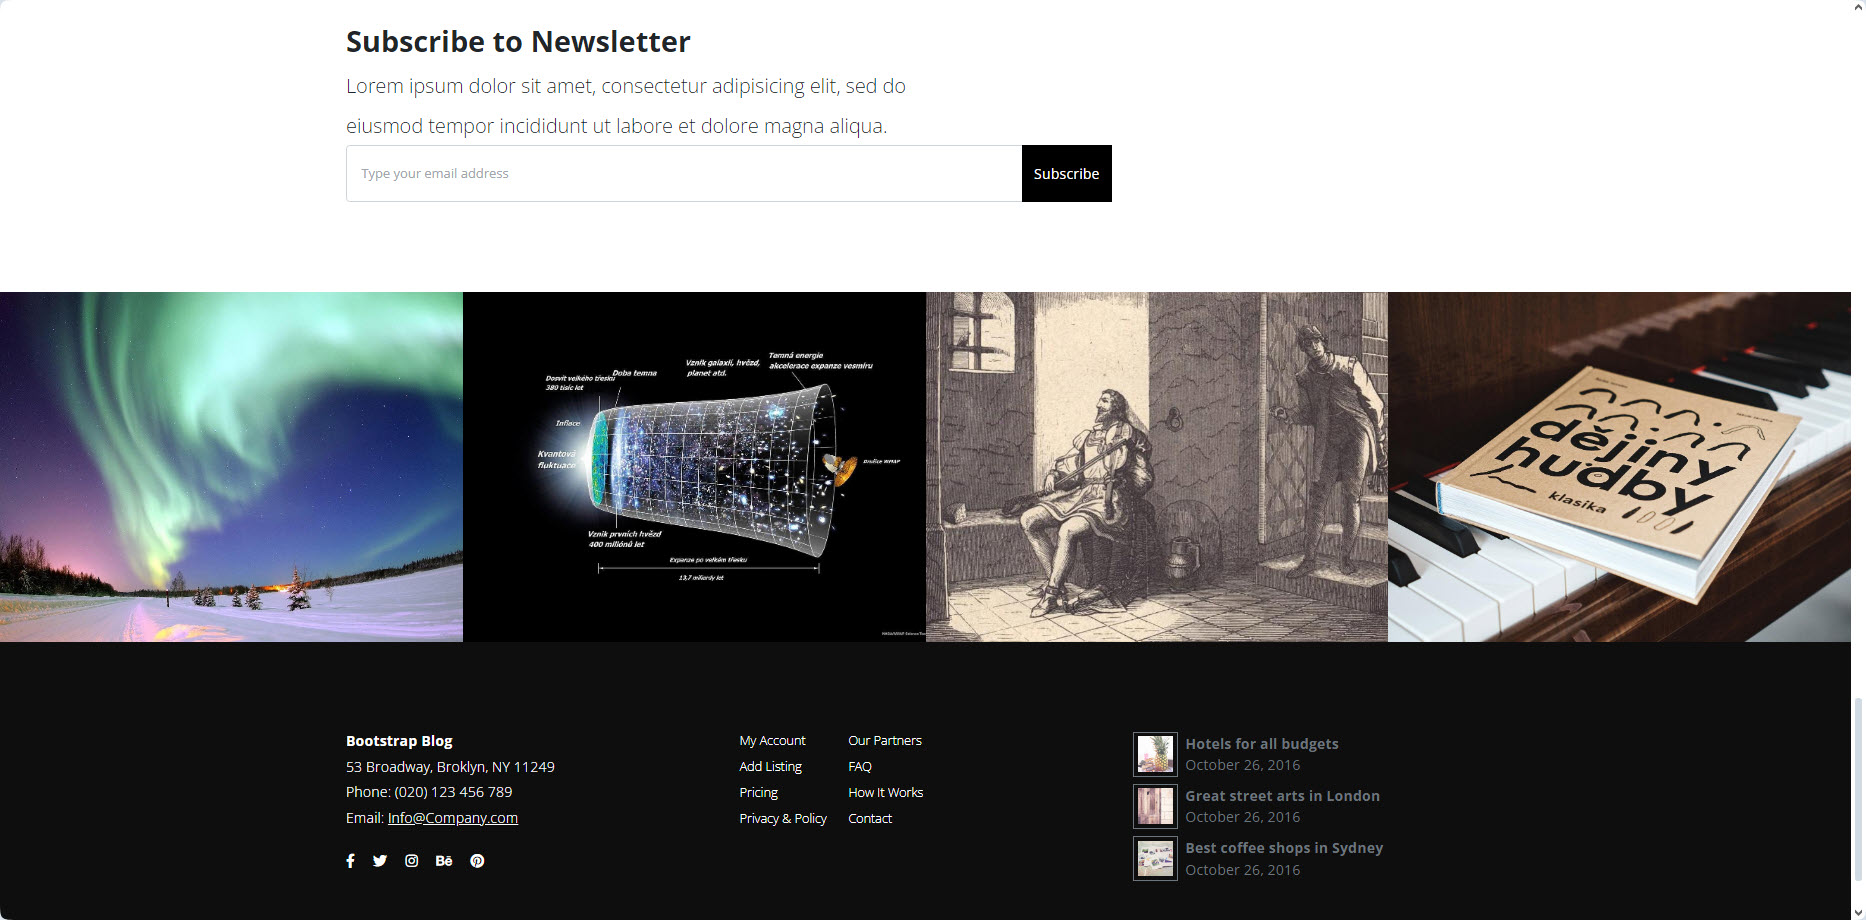 Subscribe to Newsletter
Lorem ipsum dolor sit amet, consectetur adipisicing elit, sed do
eiusmod tempor incididunt ut labore et dolore magna aliqua.
Type your email address
Subscribe
Temná energie
akcelerace expanze vesmíru
Vznik galaxií, hvězd,
planet atd.
Doba temna
Dosvit velkého třesku
380 tisíc let
Inflace
Kvantová
fluktuace
Družice WMAP
Vznik prvních hvězd
400 miliónů let
Expanze po velkém třesku
13,7 miliardy let
dějiny
hudby
klasika
Bootstrap Blog
53 Broadway, Broklyn, NY 11249
Phone: (020) 123 456 789
Email: Info@Company.com
Bē
My Account
Add Listing
Pricing
Privacy & Policy
Our Partners
FAQ
How It Works
Contact
Hotels for all budgets
October 26, 2016
Great street arts in London
October 26, 2016
Best coffee shops in Sydney
October 26, 2016